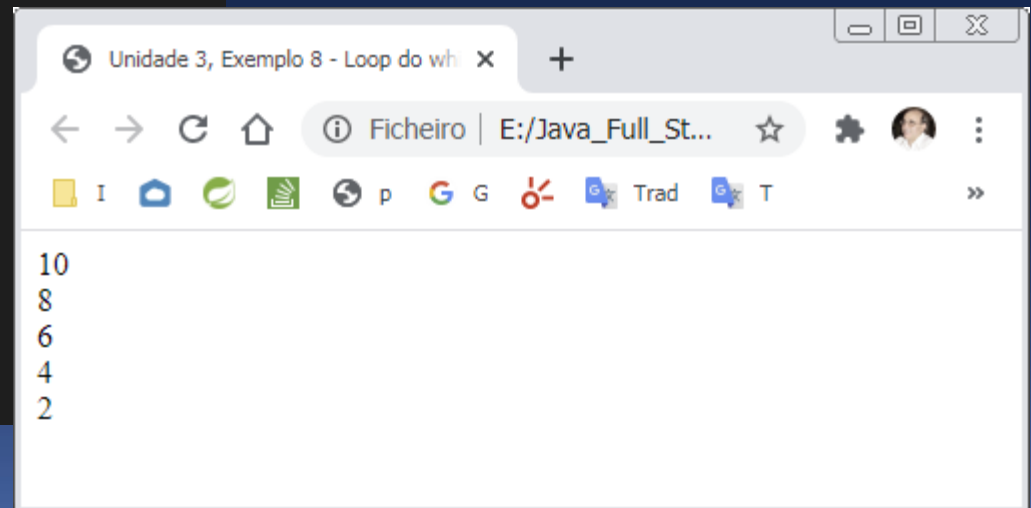 Unidade 3, Exemplo 8 - Loop do wh
Ficheiro | E:/Java_Full_St...
I p G G Trad G T
10
8
6
4
2